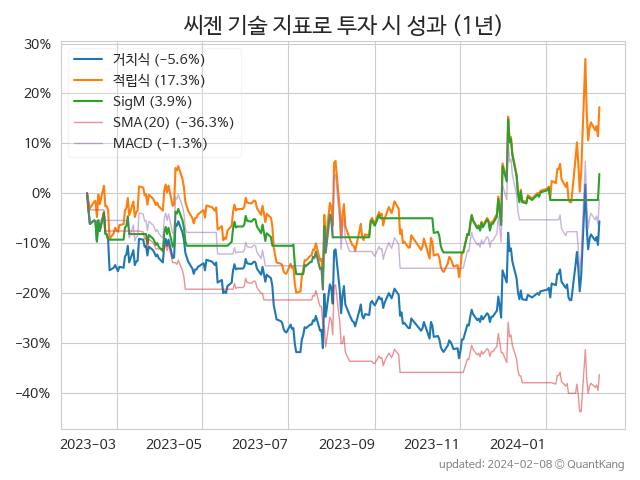 씨젠 기술 지표로 투자 시 성과 (1년)
30%
20%
10%
0%
−10%
−20%
−30%
−40%
거치식 (−5.6%)
적립식 (17.3%)
SigM (3.9%)
SMA(20) (−36.3%)
MACD (−1.3%)
2023-03 2023-05 2023-07 2023-09 2023-11 2024-01
updated: 2024-02-08 ⓒ QuantKang